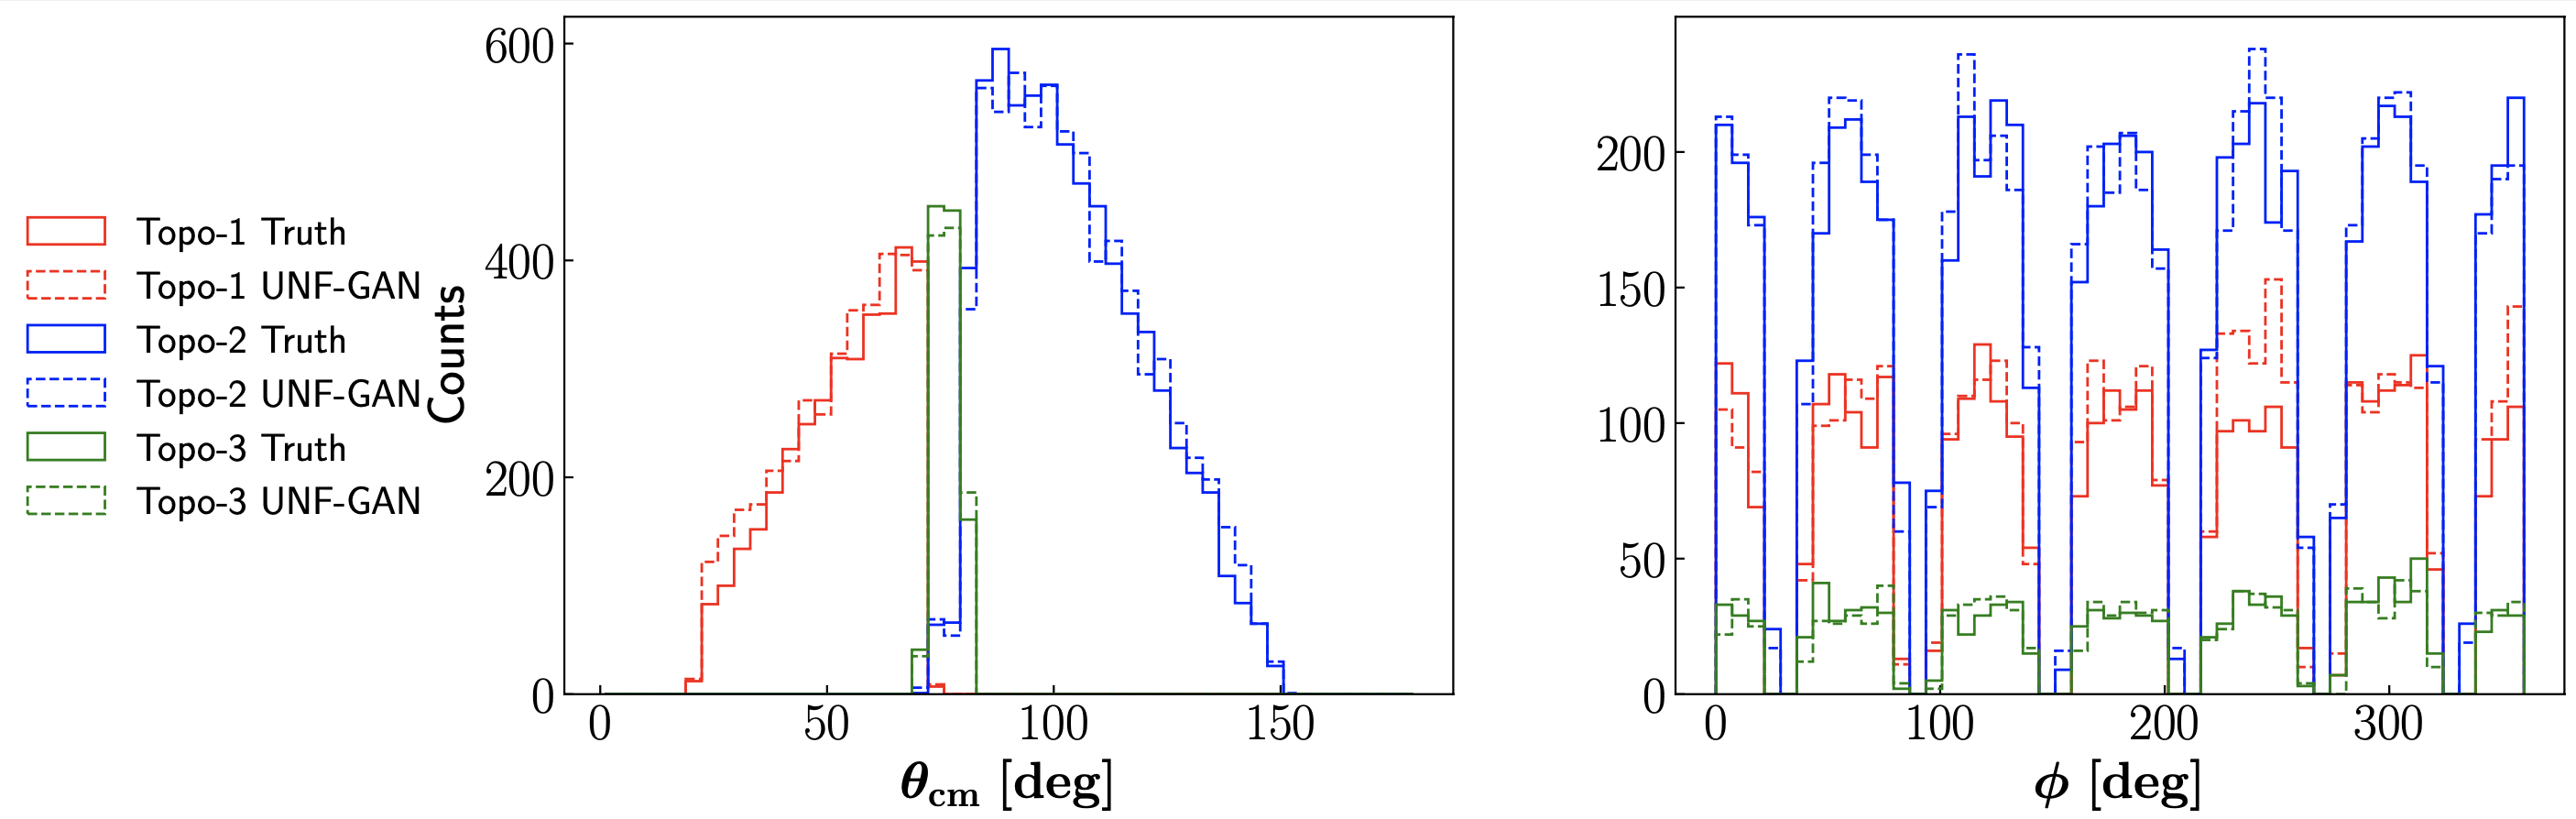 Topo-1 Truth
Topo-1 UNF-GAN
Topo-2 Truth
Topo-2 UNF-GAN
Topo-3 Truth
Topo-3 UNF-GAN
Counts
600
400
200
0
0 50 100 150
θcm [deg]
200
150
100
50
0
0 100 200 300
ϕ [deg]